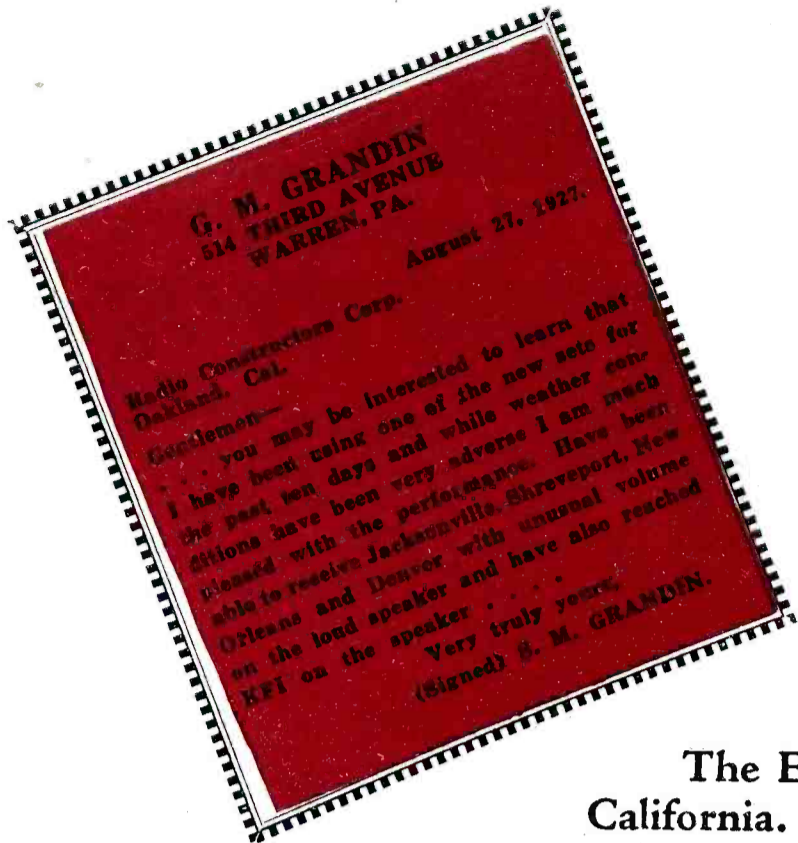 G. M. GRANDIN
514 THIRD AVENUE
WARREN, PA.
August 27, 1927.
Radio Constructors Corp.
Oakland, Cal.
Gentlemen—
. . . you may be interested to learn that
I have been using one of the new sets for
the past ten days and while weather con-
ditions have been very adverse I am much
pleased with the performance. Have been
able to receive Jacksonville, Shreveport, New
Orleans and Denver with unusual volume
on the loud speaker and have also reached
KFI on the speaker . . . .
Very truly yours,
(Signed) G. M. GRANDIN.
The E
California.